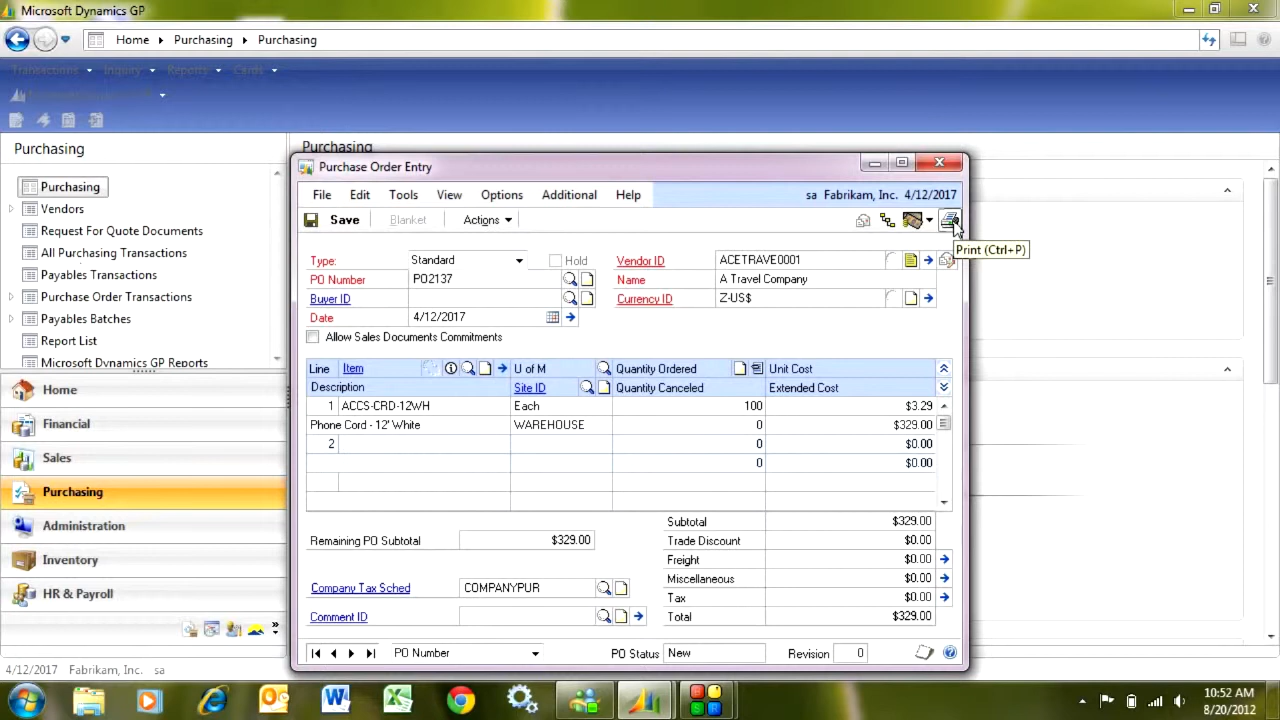 Microsoft Dynamics GP
Home Purchasing Purchasing
Transactions Inquiry Reports Cards
Purchasing
Purchasing
Vendors
Request For Quote Documents
All Purchasing Transactions
Payables Transactions
Purchase Order Transactions
Payables Batches
Report List
Microsoft Dynamics GP Reports
Home
Financial
Sales
Purchasing
Administration
Inventory
HR & Payroll
4/12/2017 Fabrikam, Inc. sa
Purchasing
Purchase Order Entry
File Edit Tools View Options Additional Help sa Fabrikam, Inc. 4/12/2017
Save Blanket Actions
Print (Ctrl+P)
Type: Standard Hold Vendor ID ACETRAVE0001
PO Number PO2137 Name A Travel Company
Buyer ID Currency ID Z-US$
Date 4/12/2017
Allow Sales Documents Commitments
Line Item U of M Quantity Ordered Unit Cost
Description Site ID Quantity Canceled Extended Cost
1 ACCS-CRD-12WH Each 100 $3.29
Phone Cord - 12' White WAREHOUSE 0 $329.00
2 0 $0.00
0 $0.00
Subtotal $329.00
Remaining PO Subtotal $329.00 Trade Discount $0.00
Freight $0.00
Miscellaneous $0.00
Company Tax Sched COMPANYPUR
Tax $0.00
Comment ID Total $329.00
PO Number PO Status New Revision 0
10:52 AM
8/20/2012